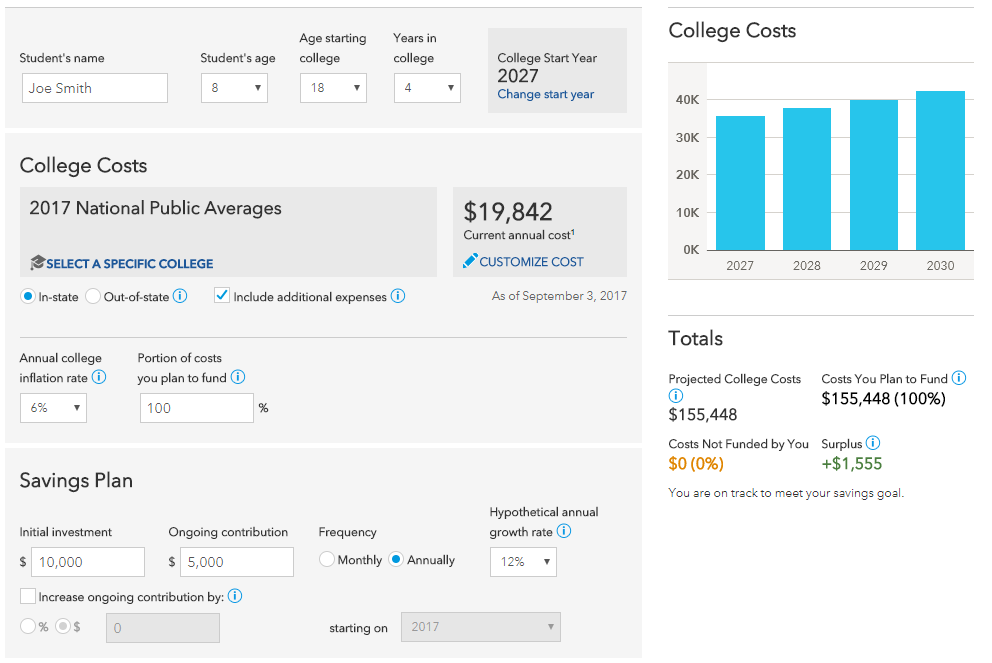 Student's name
Student's age
Age starting
college
Years in
college
Joe Smith
8
18
4
College Start Year
2027
Change start year
College Costs
2017 National Public Averages
SELECT A SPECIFIC COLLEGE
$19,842
Current annual cost¹
CUSTOMIZE COST
In-state Out-of-state Include additional expenses
As of September 3, 2017
Annual college
inflation rate
6%
Portion of costs
you plan to fund
100 %
Savings Plan
Initial investment
$ 10,000
Ongoing contribution
$ 5,000
Frequency
Monthly Annually
Hypothetical annual
growth rate
12%
Increase ongoing contribution by:
% $ 0
starting on 2017
College Costs
40K
30K
20K
10K
0K
2027 2028 2029 2030
Totals
Projected College Costs
$155,448
Costs You Plan to Fund
$155,448 (100%)
Costs Not Funded by You
$0 (0%)
Surplus
+$1,555
You are on track to meet your savings goal.